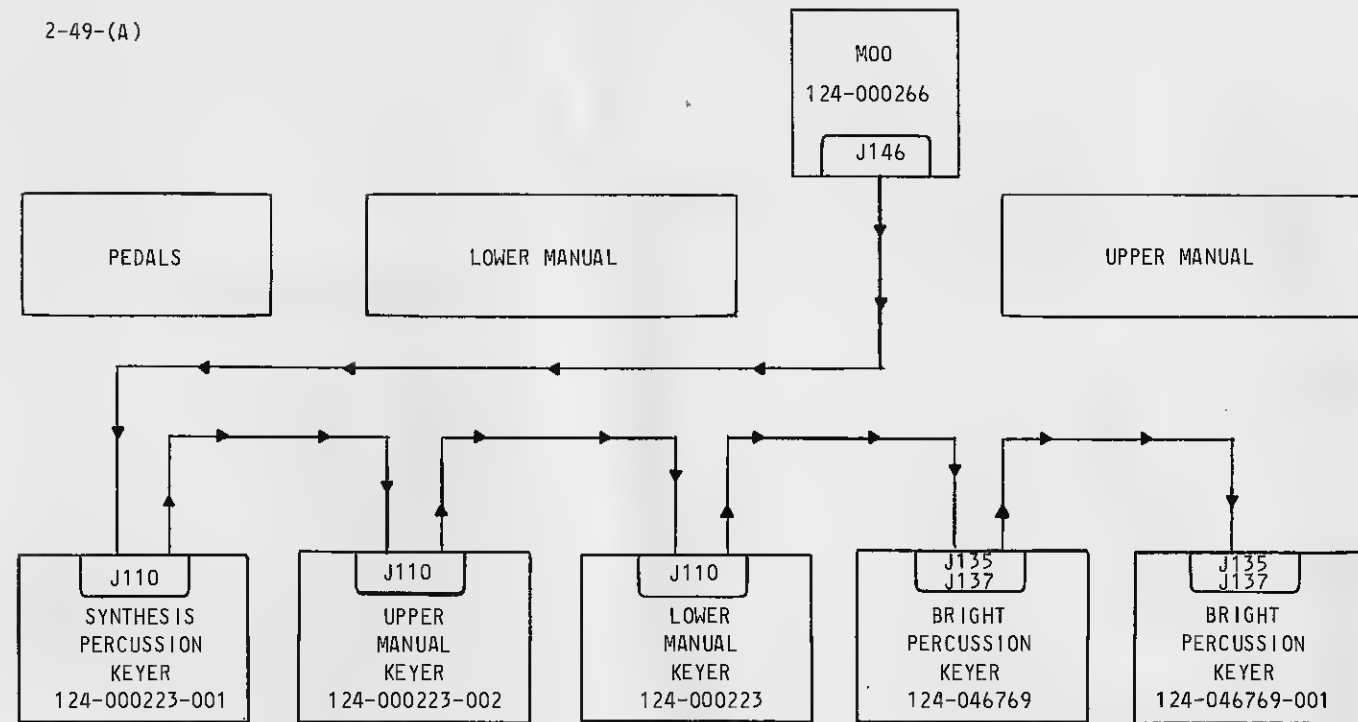 2-49-(A)
MOO
124-000266
J146
PEDALS
LOWER MANUAL
UPPER MANUAL
J110
SYNTHESIS
PERCUSSION
KEYER
124-000223-001
J110
UPPER
MANUAL
KEYER
124-000223-002
J110
LOWER
MANUAL
KEYER
124-000223
J135
J137
BRIGHT
PERCUSSION
KEYER
124-046769
J135
J137
BRIGHT
PERCUSSION
KEYER
124-046769-001